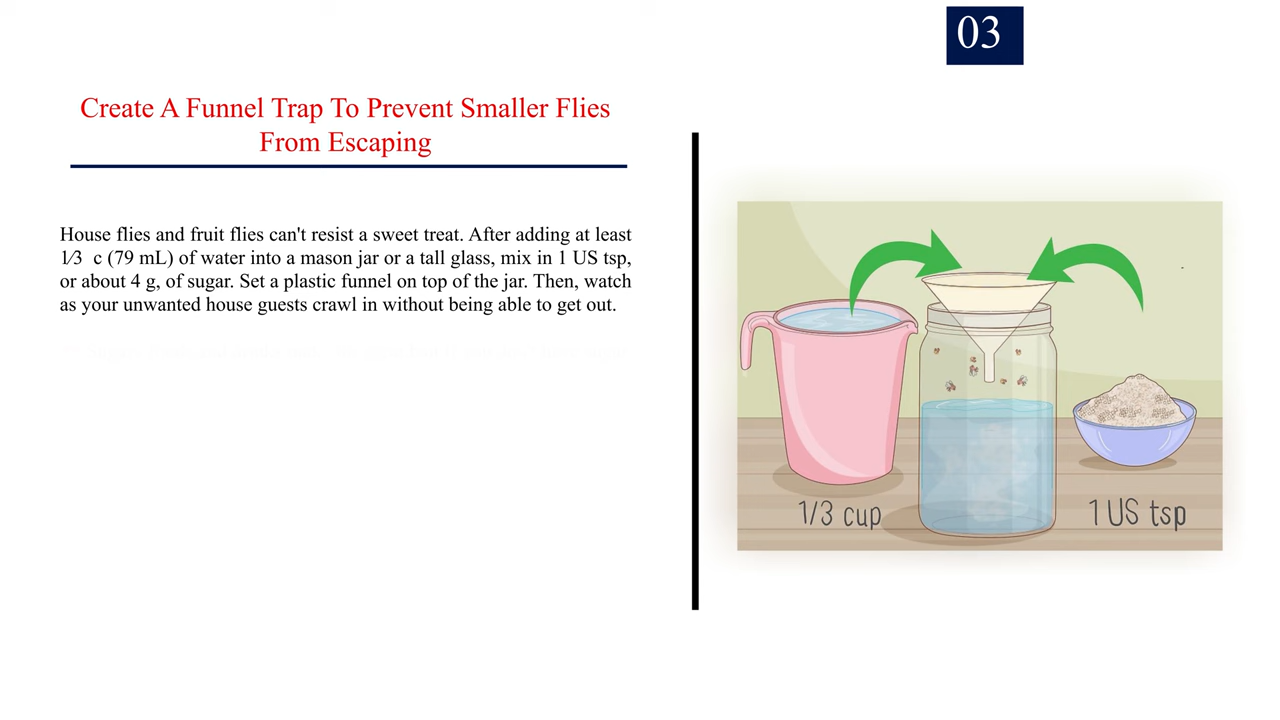 03
Create A Funnel Trap To Prevent Smaller Flies
From Escaping
House flies and fruit flies can't resist a sweet treat. After adding at least
1⁄3 c (79 mL) of water into a mason jar or a tall glass, mix in 1 US tsp,
or about 4 g, of sugar. Set a plastic funnel on top of the jar. Then, watch
as your unwanted house guests crawl in without being able to get out.
1/3 cup
1 US tsp